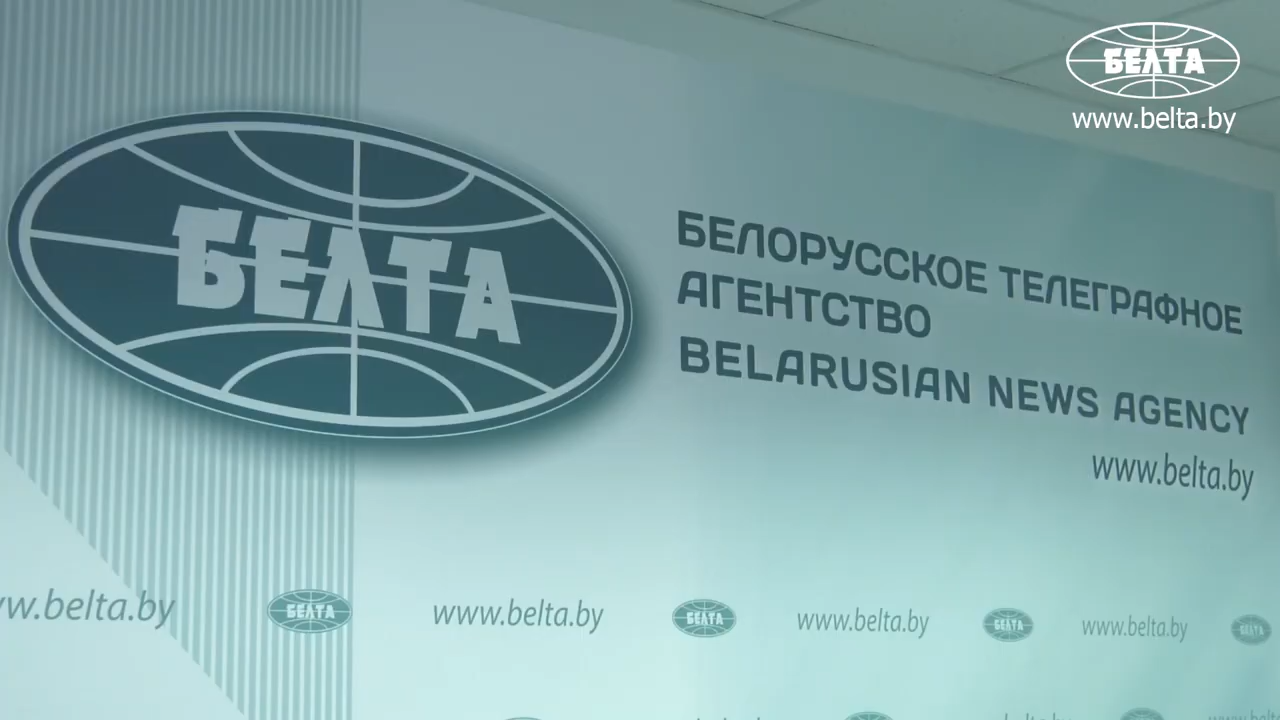 БЕЛТА
www.belta.by
БЕЛТА
БЕЛОРУССКОЕ ТЕЛЕГРАФНОЕ
АГЕНТСТВО
BELARUSIAN NEWS AGENCY
www.belta.by
www.belta.by БЕЛТА www.belta.by БЕЛТА www.belta.by БЕЛТА www.belta.by БЕЛТА